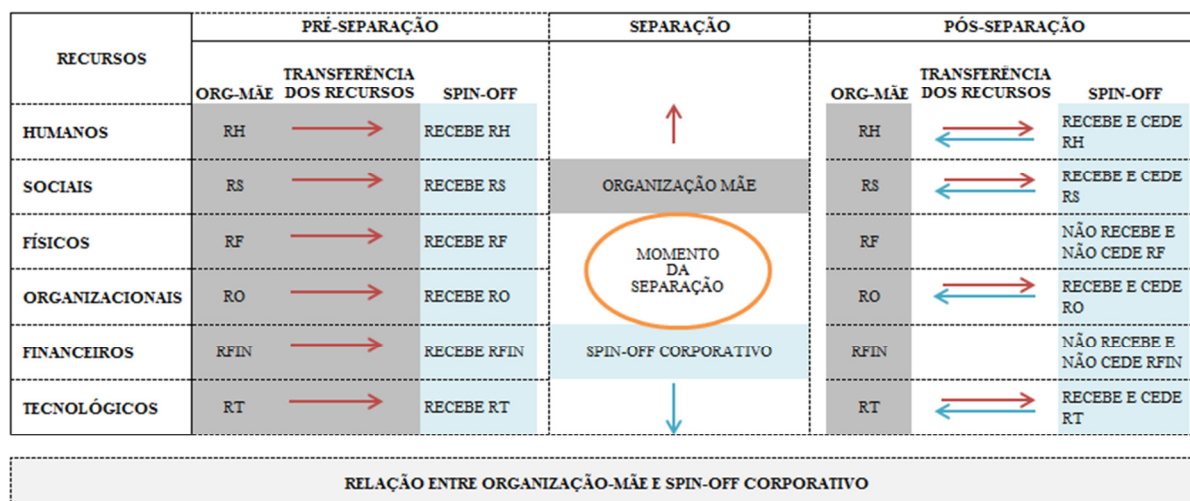 PRÉ-SEPARAÇÃO SEPARAÇÃO PÓS-SEPARAÇÃO
RECURSOS
ORG-MÃE TRANSFERÊNCIA DOS RECURSOS SPIN-OFF ORG-MÃE TRANSFERÊNCIA DOS RECURSOS SPIN-OFF
HUMANOS RH RECEBE RH RH RECEBE E CEDE RH
SOCIAIS RS RECEBE RS ORGANIZAÇÃO MÃE RS RECEBE E CEDE RS
FÍSICOS RF RECEBE RF MOMENTO DA SEPARAÇÃO RF NÃO RECEBE E NÃO CEDE RF
ORGANIZACIONAIS RO RECEBE RO RO RECEBE E CEDE RO
FINANCEIROS RFIN RECEBE RFIN SPIN-OFF CORPORATIVO RFIN NÃO RECEBE E NÃO CEDE RFIN
TECNOLÓGICOS RT RECEBE RT RT RECEBE E CEDE RT
RELAÇÃO ENTRE ORGANIZAÇÃO-MÃE E SPIN-OFF CORPORATIVO